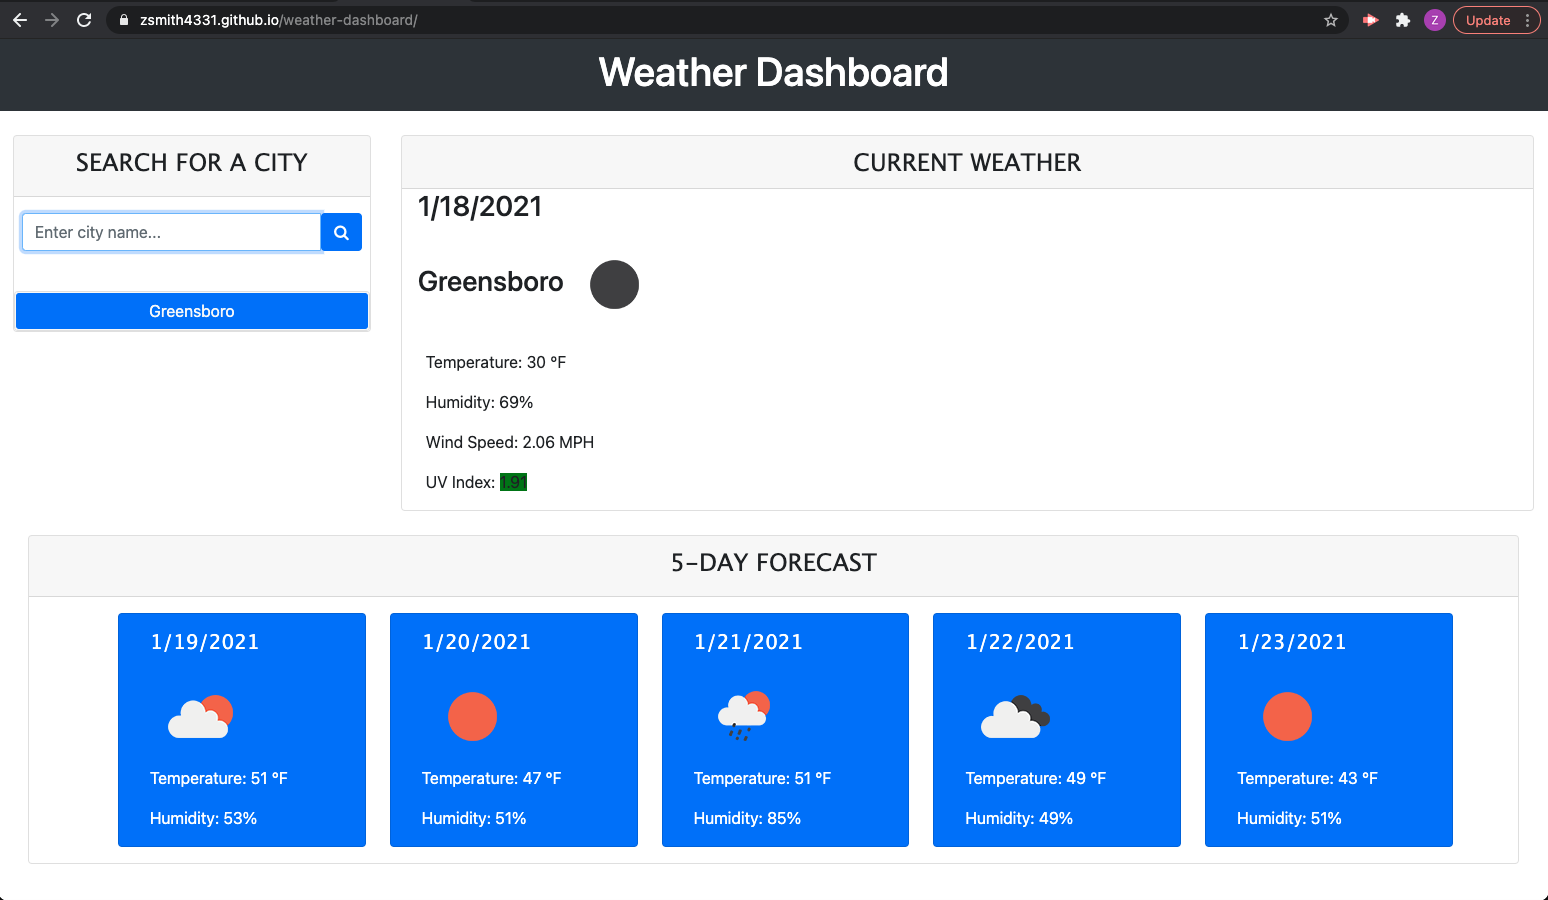 zsmith4331.github.io/weather-dashboard/
Z
Update
Weather Dashboard
SEARCH FOR A CITY
Enter city name...
Greensboro
CURRENT WEATHER
1/18/2021
Greensboro
Temperature: 30 °F
Humidity: 69%
Wind Speed: 2.06 MPH
UV Index: 1.91
5-DAY FORECAST
1/19/2021
Temperature: 51 °F
Humidity: 53%
1/20/2021
Temperature: 47 °F
Humidity: 51%
1/21/2021
Temperature: 51 °F
Humidity: 85%
1/22/2021
Temperature: 49 °F
Humidity: 49%
1/23/2021
Temperature: 43 °F
Humidity: 51%